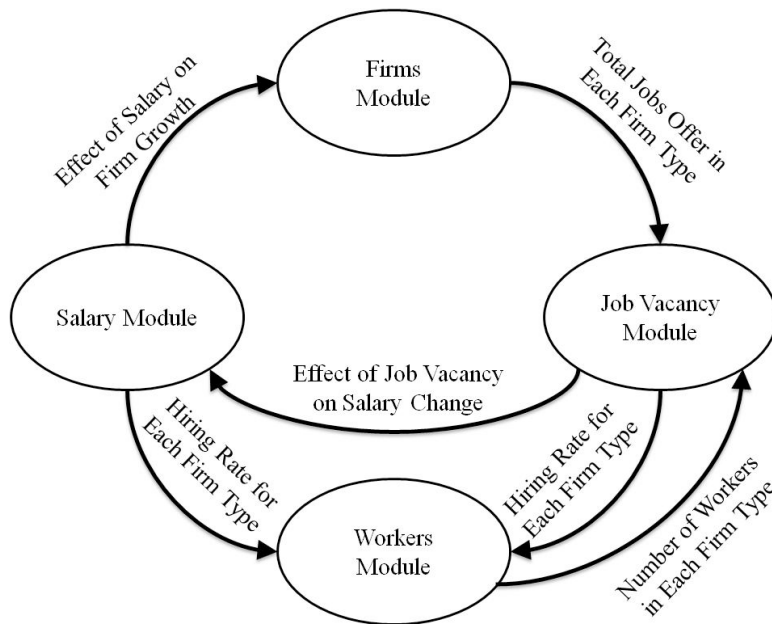 Firms
Module
Effect of Salary on
Firm Growth
Total Jobs Offer in
Each Firm Type
Salary Module
Job Vacancy
Module
Effect of Job Vacancy
on Salary Change
Hiring Rate for
Each Firm Type
Hiring Rate for
Each Firm Type
Number of Workers
in Each Firm Type
Workers
Module